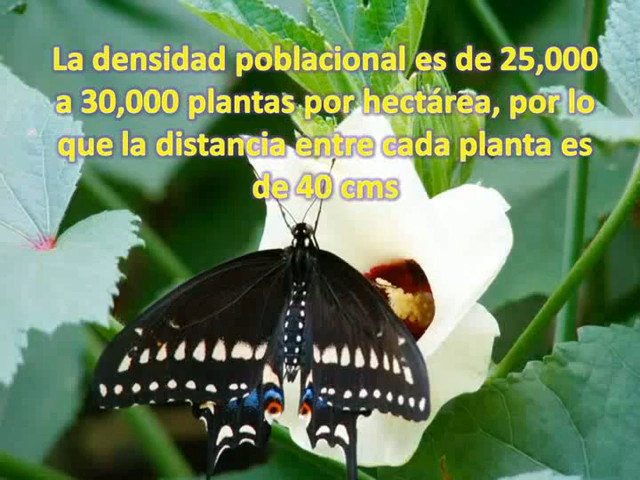 La densidad poblacional es de 25,000
a 30,000 plantas por hectárea, por lo
que la distancia entre cada planta es
de 40 cms